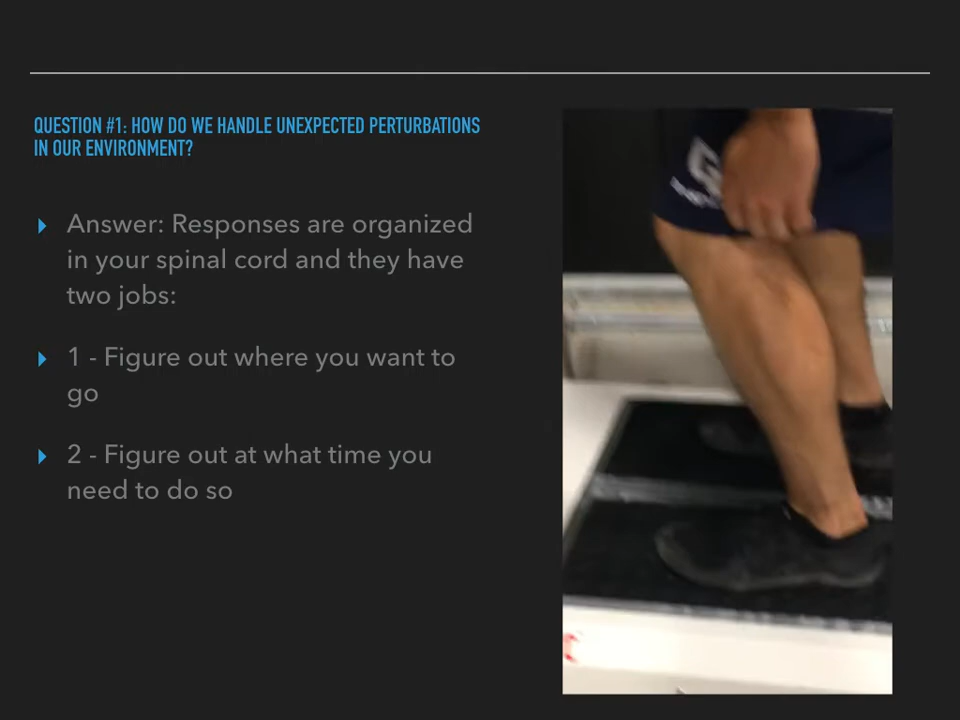 QUESTION #1: HOW DO WE HANDLE UNEXPECTED PERTURBATIONS
IN OUR ENVIRONMENT?
Answer: Responses are organized
in your spinal cord and they have
two jobs:
1 - Figure out where you want to
go
2 - Figure out at what time you
need to do so